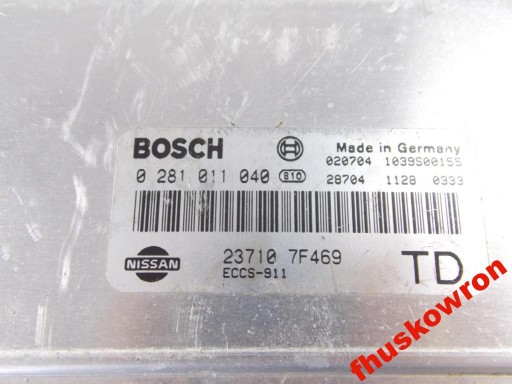 BOSCH
Made in Germany
020704 1039S00155
0 281 011 040 B10
28704 1128 0333
NISSAN
23710 7F469
ECCS-911
TD
fhuskowron